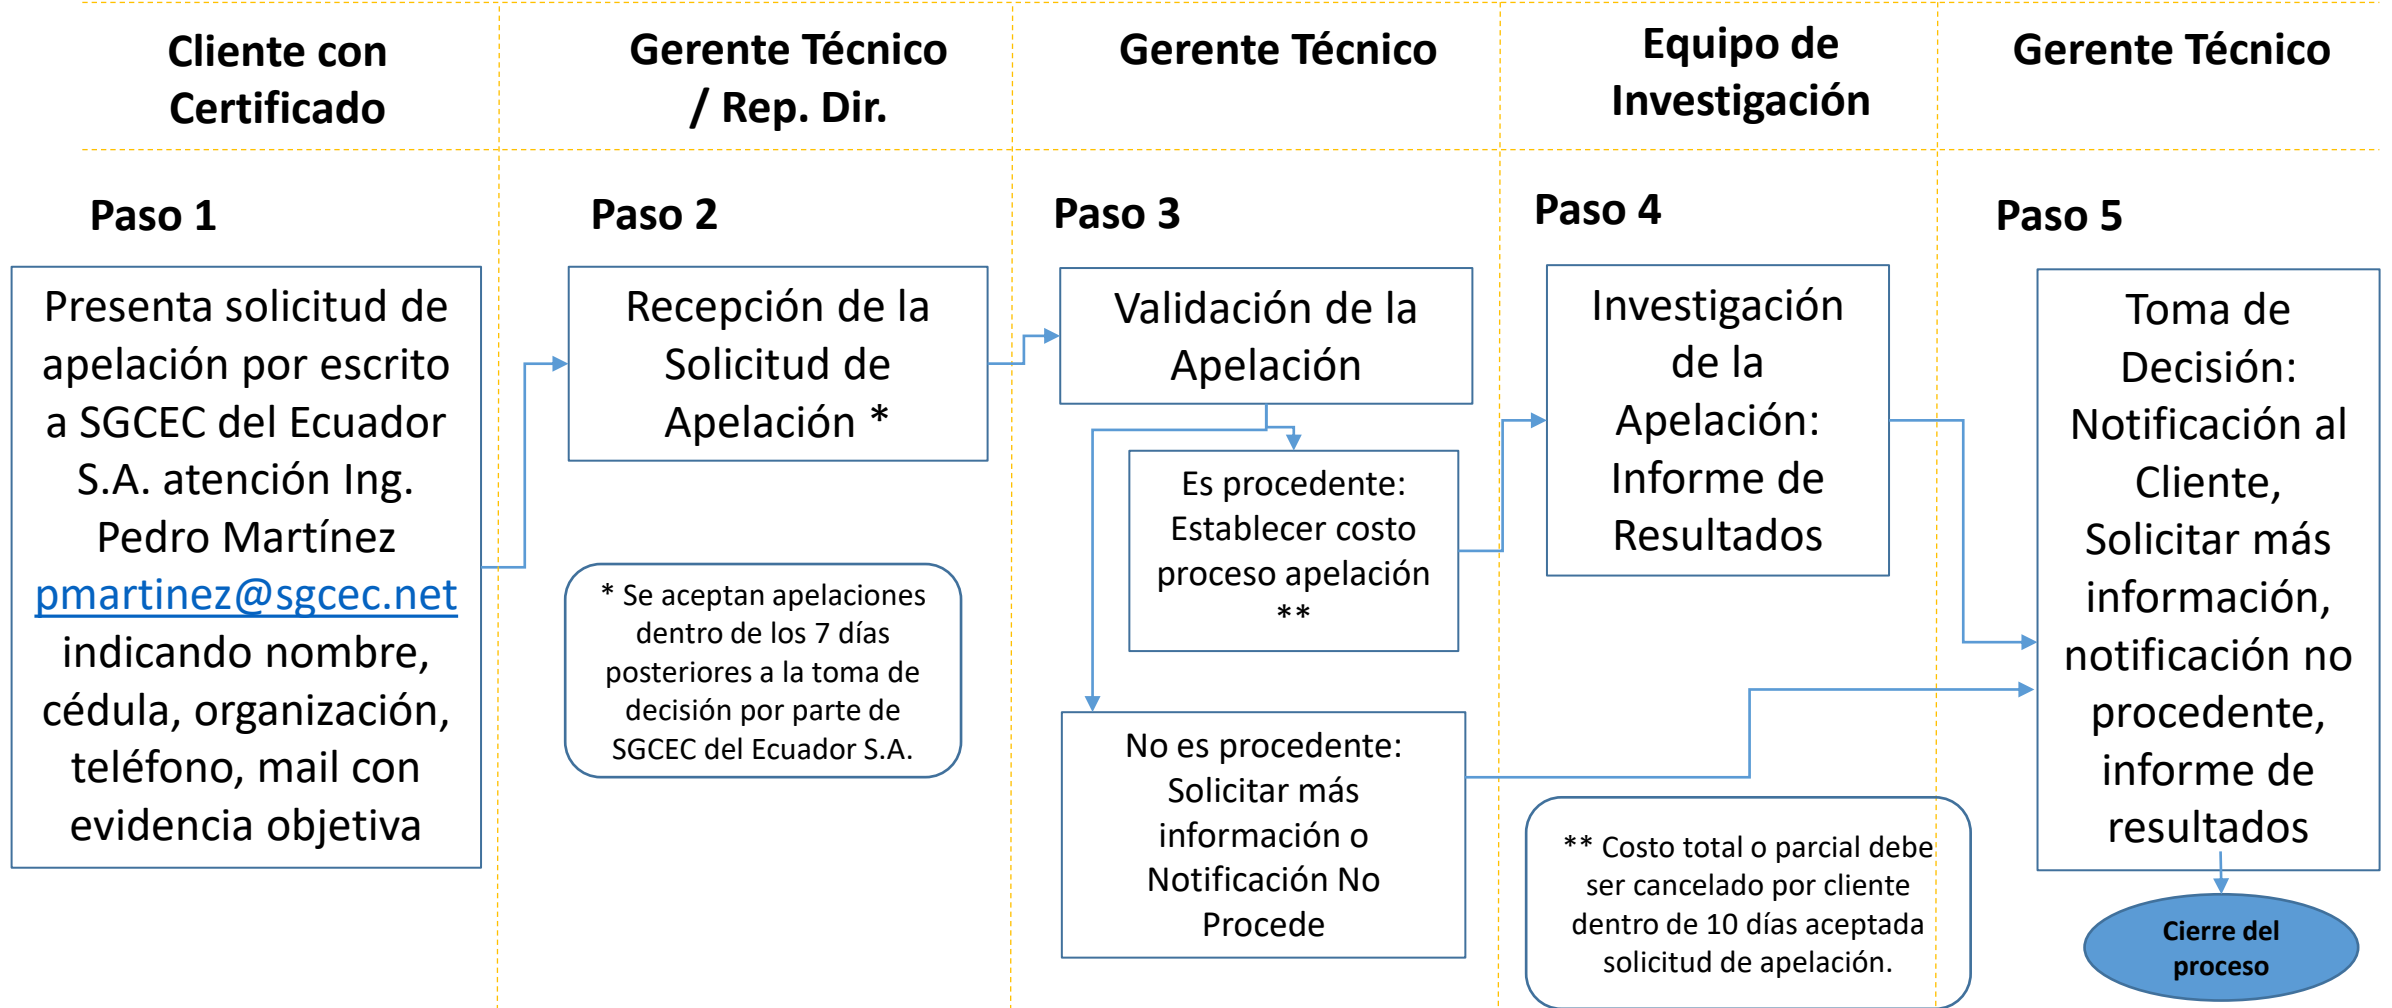 Cliente con
Certificado
Gerente Técnico
/ Rep. Dir.
Gerente Técnico
Equipo de
Investigación
Gerente Técnico
Paso 1
Paso 2
Paso 3
Paso 4
Paso 5
Presenta solicitud de
apelación por escrito
a SGCEC del Ecuador
S.A. atención Ing.
Pedro Martínez
pmartinez@sgcec.net
indicando nombre,
cédula, organización,
teléfono, mail con
evidencia objetiva
Recepción de la
Solicitud de
Apelación *
* Se aceptan apelaciones
dentro de los 7 días
posteriores a la toma de
decisión por parte de
SGCEC del Ecuador S.A.
Validación de la
Apelación
Es procedente:
Establecer costo
proceso apelación
**
No es procedente:
Solicitar más
información o
Notificación No
Procede
Investigación
de la
Apelación:
Informe de
Resultados
** Costo total o parcial debe
ser cancelado por cliente
dentro de 10 días aceptada
solicitud de apelación.
Toma de
Decisión:
Notificación al
Cliente,
Solicitar más
información,
notificación no
procedente,
informe de
resultados
Cierre del
proceso